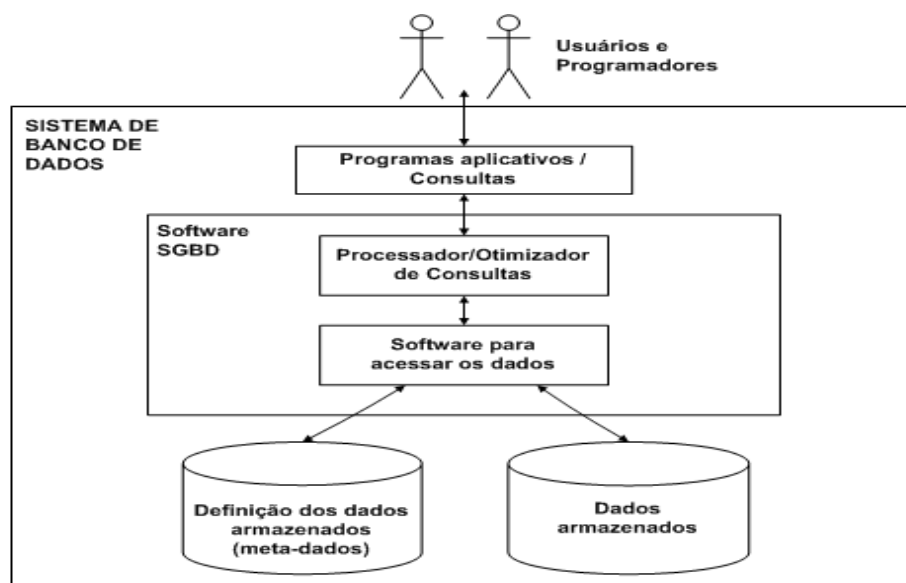 Usuários e
Programadores
SISTEMA DE
BANCO DE
DADOS
Programas aplicativos /
Consultas
Software
SGBD
Processador/Otimizador
de Consultas
Software para
acessar os dados
Definição dos dados
armazenados
(meta-dados)
Dados
armazenados